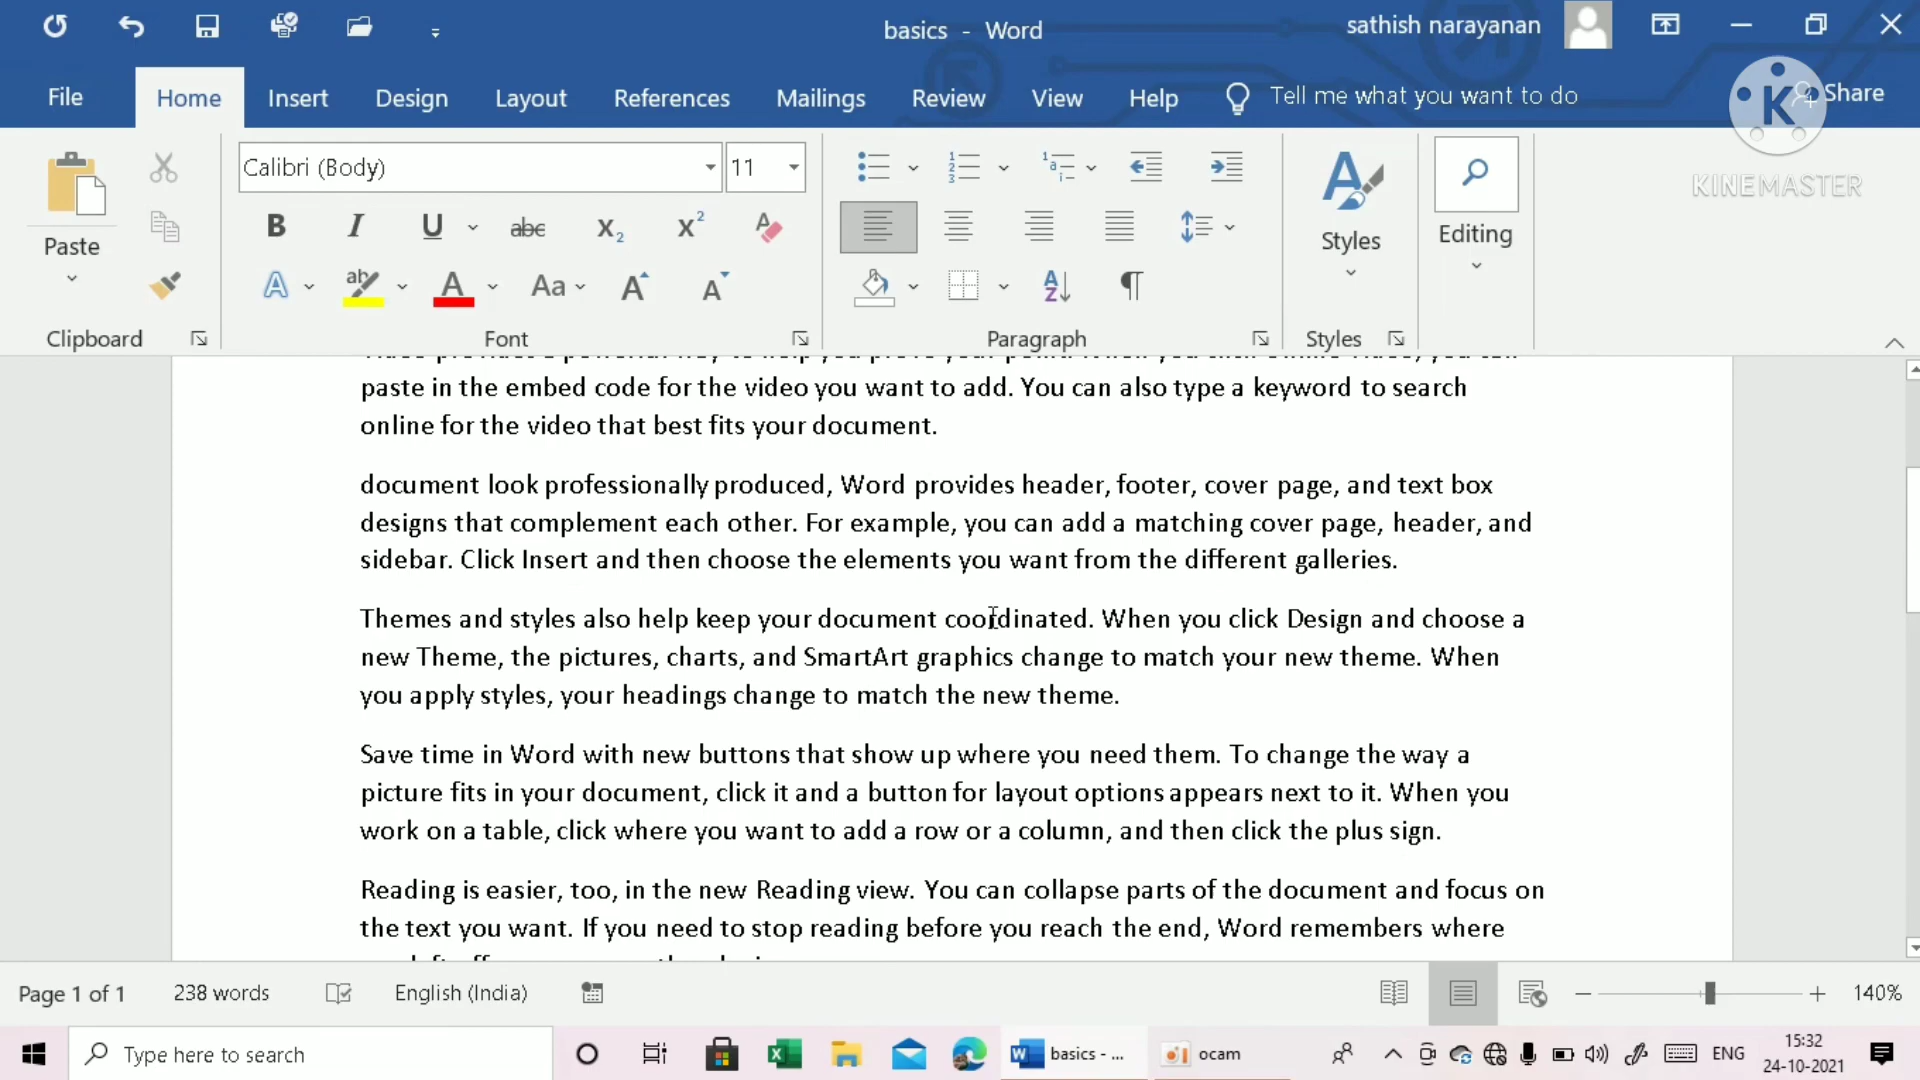 basics - Word
sathish narayanan
File Home Insert Design Layout References Mailings Review View Help Tell me what you want to do Share
KINEMASTER
Calibri (Body) 11
Paste
Styles
Editing
Clipboard Font Paragraph Styles
paste in the embed code for the video you want to add. You can also type a keyword to search
online for the video that best fits your document.
document look professionally produced, Word provides header, footer, cover page, and text box
designs that complement each other. For example, you can add a matching cover page, header, and
sidebar. Click Insert and then choose the elements you want from the different galleries.
Themes and styles also help keep your document coordinated. When you click Design and choose a
new Theme, the pictures, charts, and SmartArt graphics change to match your new theme. When
you apply styles, your headings change to match the new theme.
Save time in Word with new buttons that show up where you need them. To change the way a
picture fits in your document, click it and a button for layout options appears next to it. When you
work on a table, click where you want to add a row or a column, and then click the plus sign.
Reading is easier, too, in the new Reading view. You can collapse parts of the document and focus on
the text you want. If you need to stop reading before you reach the end, Word remembers where
Page 1 of 1 238 words English (India) 140%
Type here to search basics - ... ocam ENG 15:32
24-10-2021